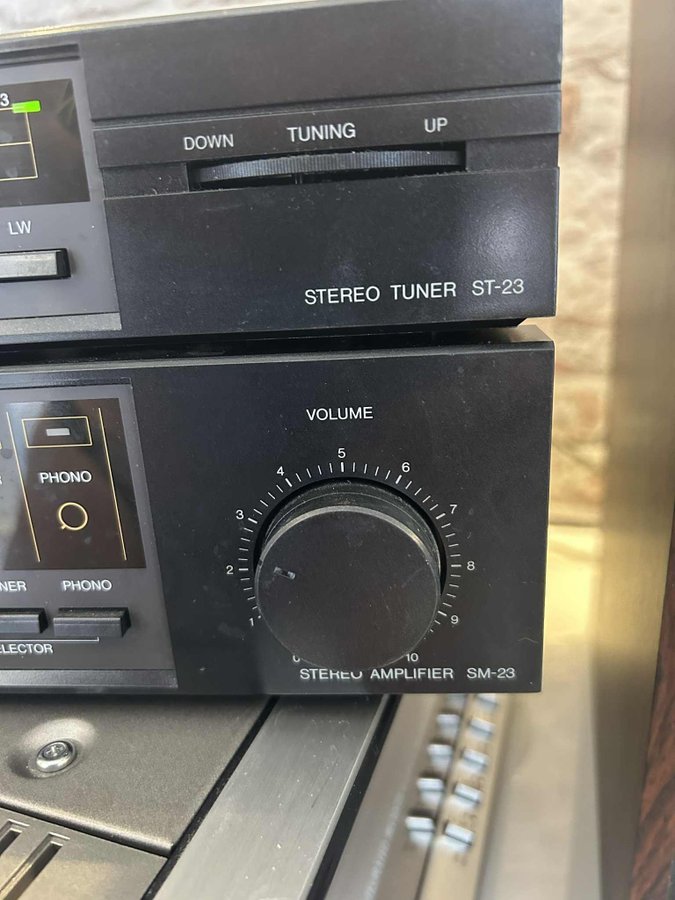 3
DOWN TUNING UP
LW
STEREO TUNER ST-23
VOLUME
PHONO
0 1 2 3 4 5 6 7 8 9 10
NER PHONO
ELECTOR
STEREO AMPLIFIER SM-23